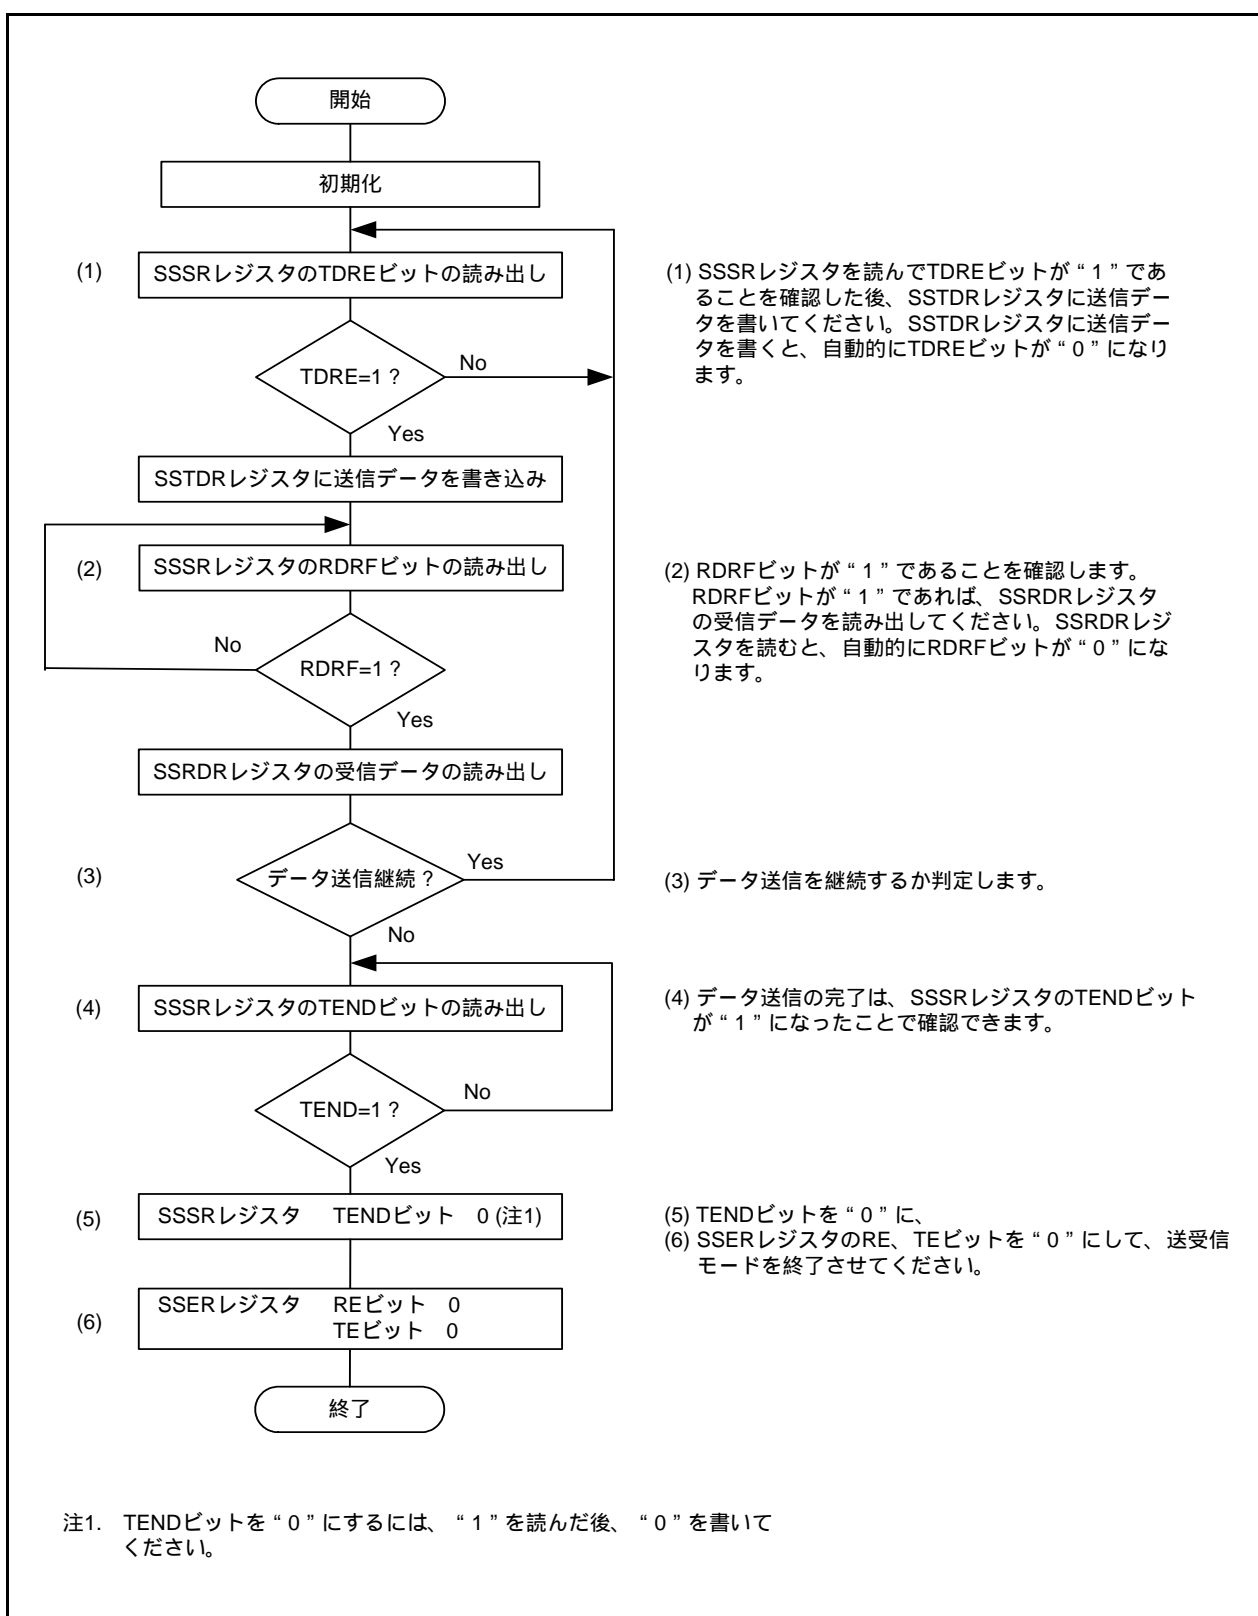 開始
初期化
(1)
SSSRレジスタのTDREビットの読み出し
TDRE=1？
No
Yes
SSTDRレジスタに送信データを書き込み
(2)
SSSRレジスタのRDRFビットの読み出し
No
RDRF=1？
Yes
SSRDRレジスタの受信データの読み出し
(3)
データ送信継続？
Yes
No
(4)
SSSRレジスタのTENDビットの読み出し
TEND=1？
No
Yes
(5)
SSSRレジスタ TENDビット 0 (注1)
(6)
SSERレジスタ REビット 0
TEビット 0
終了
(1) SSSRレジスタを読んでTDREビットが“1”であ
ることを確認した後、SSTDRレジスタに送信デー
タを書いてください。SSTDRレジスタに送信デー
タを書くと、自動的にTDREビットが“0”になり
ます。
(2) RDRFビットが“1”であることを確認します。
RDRFビットが“1”であれば、SSRDRレジスタ
の受信データを読み出してください。SSRDRレジ
スタを読むと、自動的にRDRFビットが“0”にな
ります。
(3) データ送信を継続するか判定します。
(4) データ送信の完了は、SSSRレジスタのTENDビット
が“1”になったことで確認できます。
(5) TENDビットを“0”に、
(6) SSERレジスタのRE、TEビットを“0”にして、送受信
モードを終了させてください。
注1. TENDビットを“0”にするには、“1”を読んだ後、“0”を書いて
ください。